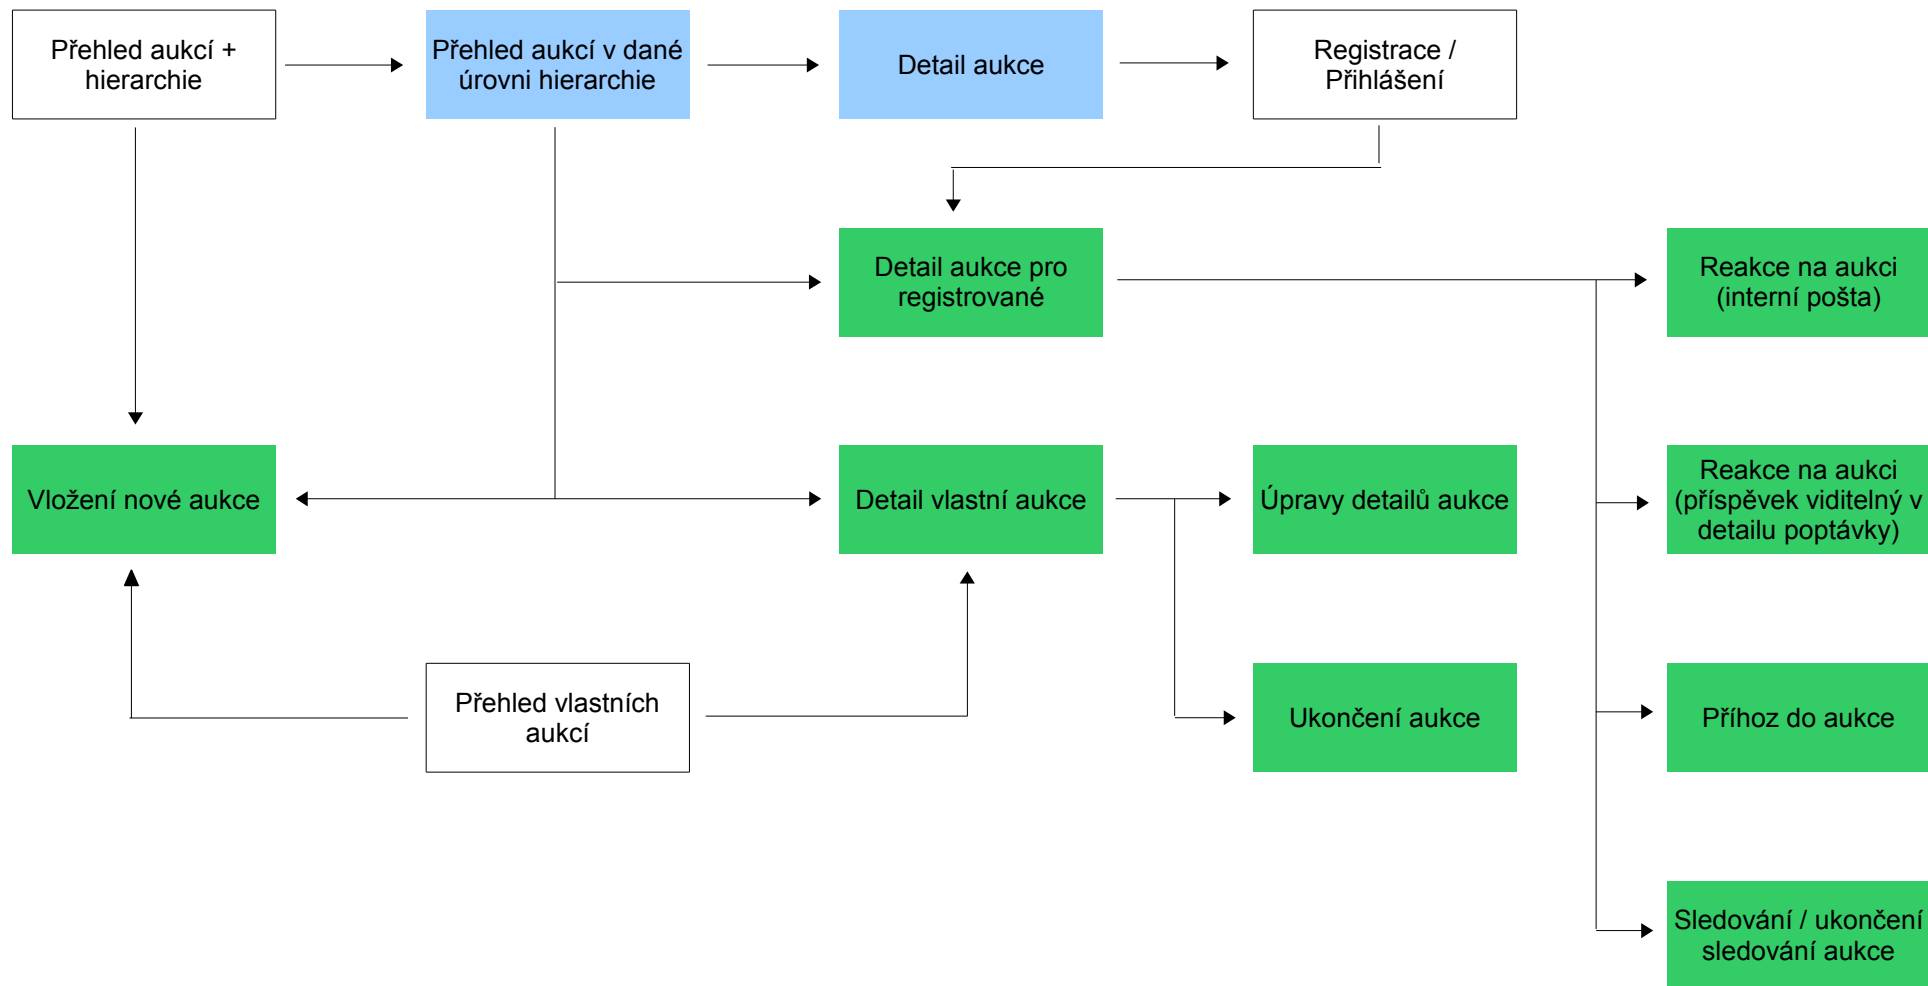 Přehled aukcí +
hierarchie
Přehled aukcí v dané
úrovni hierarchie
Detail aukce
Registrace /
Přihlášení
Detail aukce pro
registrované
Reakce na aukci
(interní pošta)
Vložení nové aukce
Detail vlastní aukce
Úpravy detailů aukce
Reakce na aukci
(příspěvek viditelný v
detailu poptávky)
Přehled vlastních
aukcí
Ukončení aukce
Příhoz do aukce
Sledování / ukončení
sledování aukce